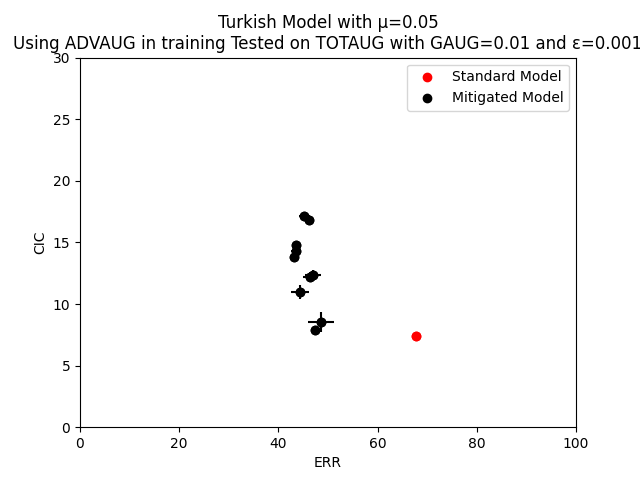 Turkish Model with μ=0.05
Using ADVAUG in training Tested on TOTAUG with GAUG=0.01 and ε=0.001
Standard Model
Mitigated Model
30
25
20
15
10
5
0
CIC
0 20 40 60 80 100
ERR